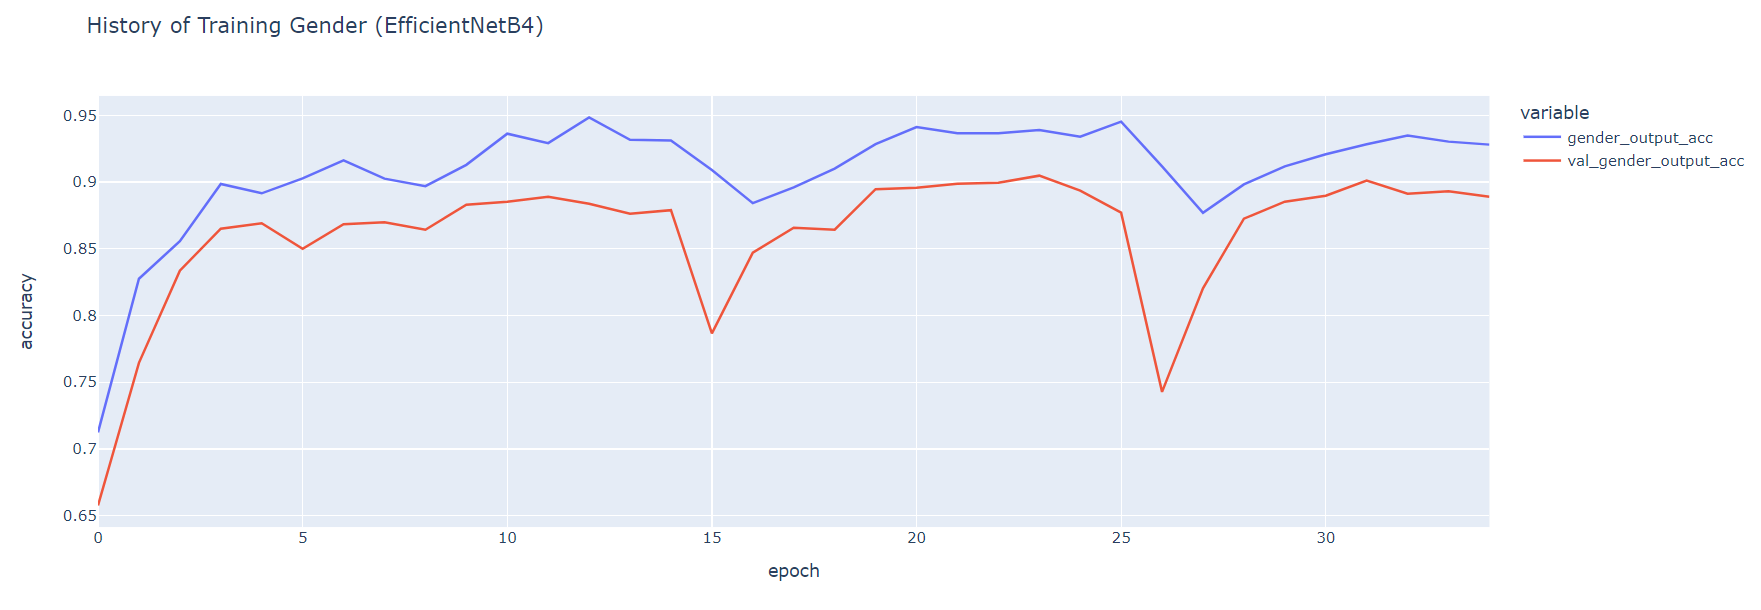 History of Training Gender (EfficientNetB4)
variable
gender_output_acc
val_gender_output_acc
accuracy
0.95
0.9
0.85
0.8
0.75
0.7
0.65
0 5 10 15 20 25 30
epoch